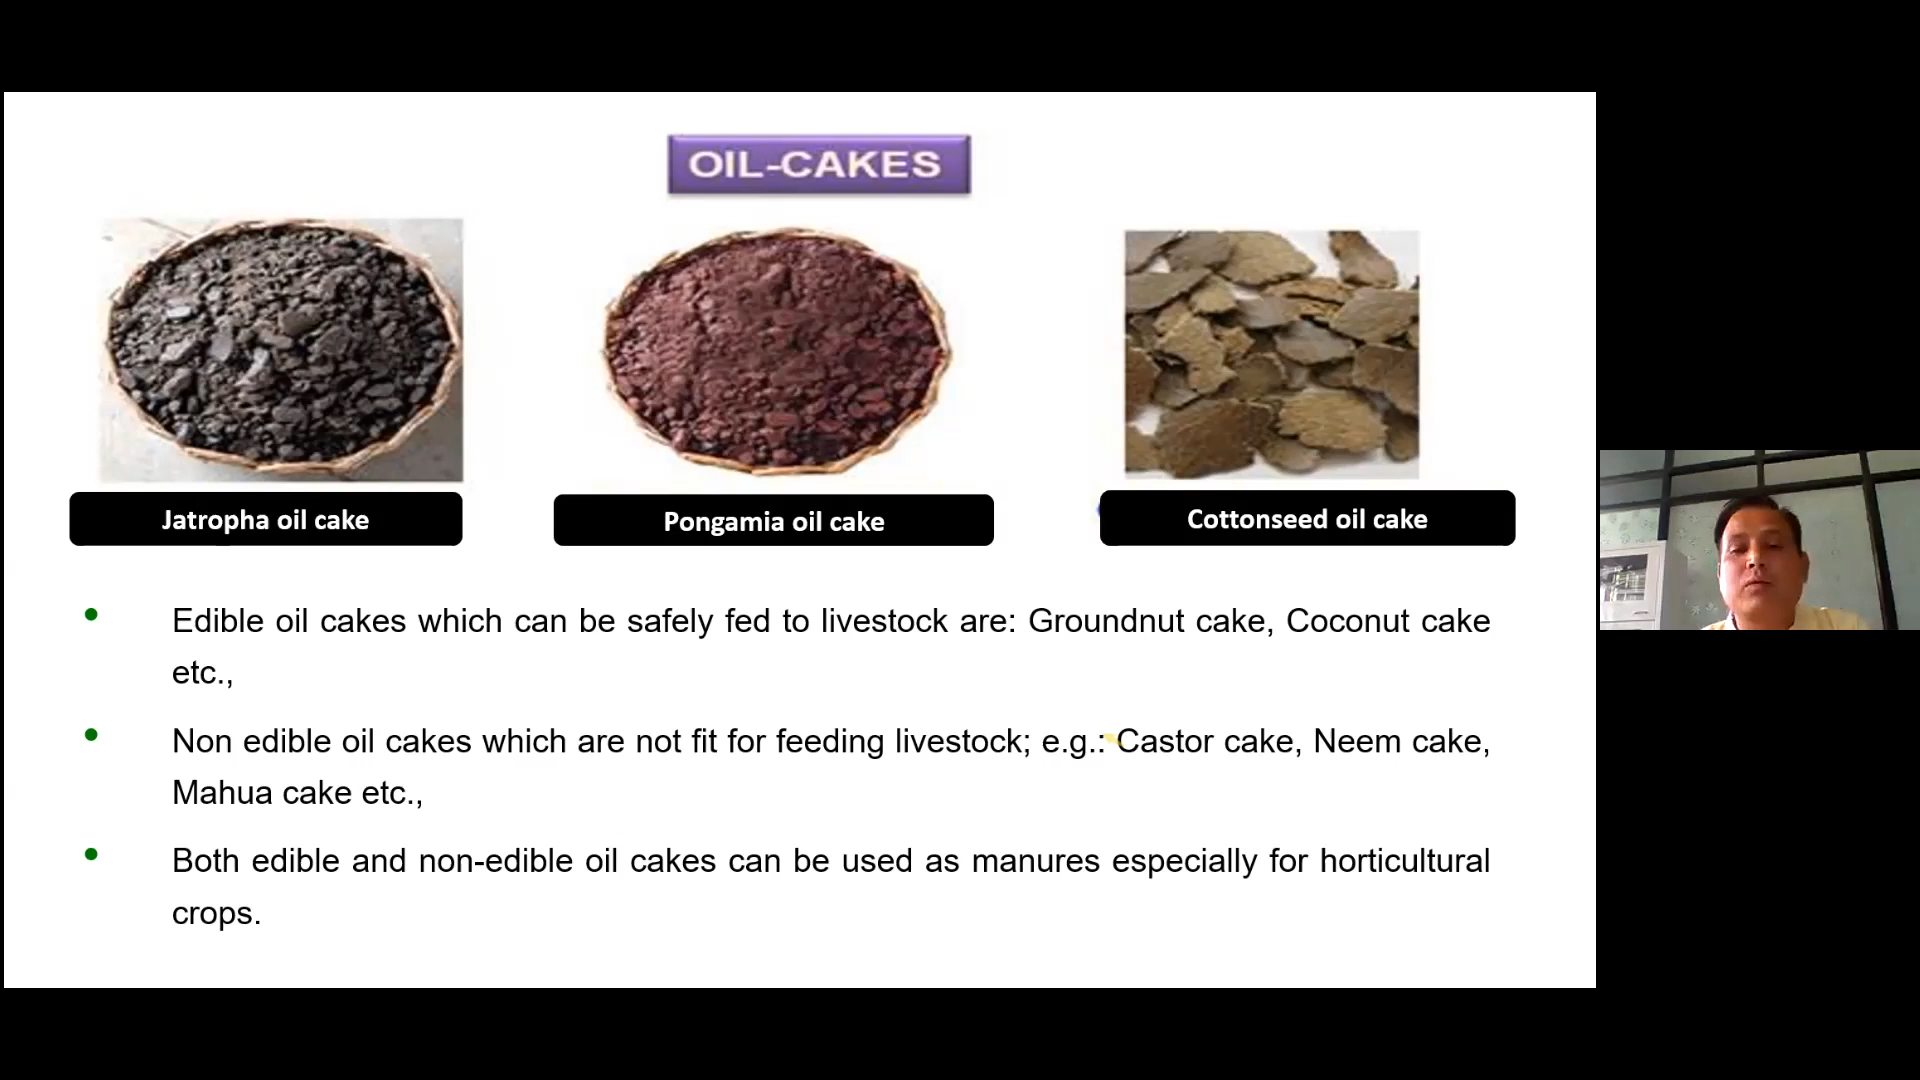 OIL-CAKES
Jatropha oil cake
Pongamia oil cake
Cottonseed oil cake
Edible oil cakes which can be safely fed to livestock are: Groundnut cake, Coconut cake
etc.,
Non edible oil cakes which are not fit for feeding livestock; e.g.: Castor cake, Neem cake,
Mahua cake etc.,
Both edible and non-edible oil cakes can be used as manures especially for horticultural
crops.